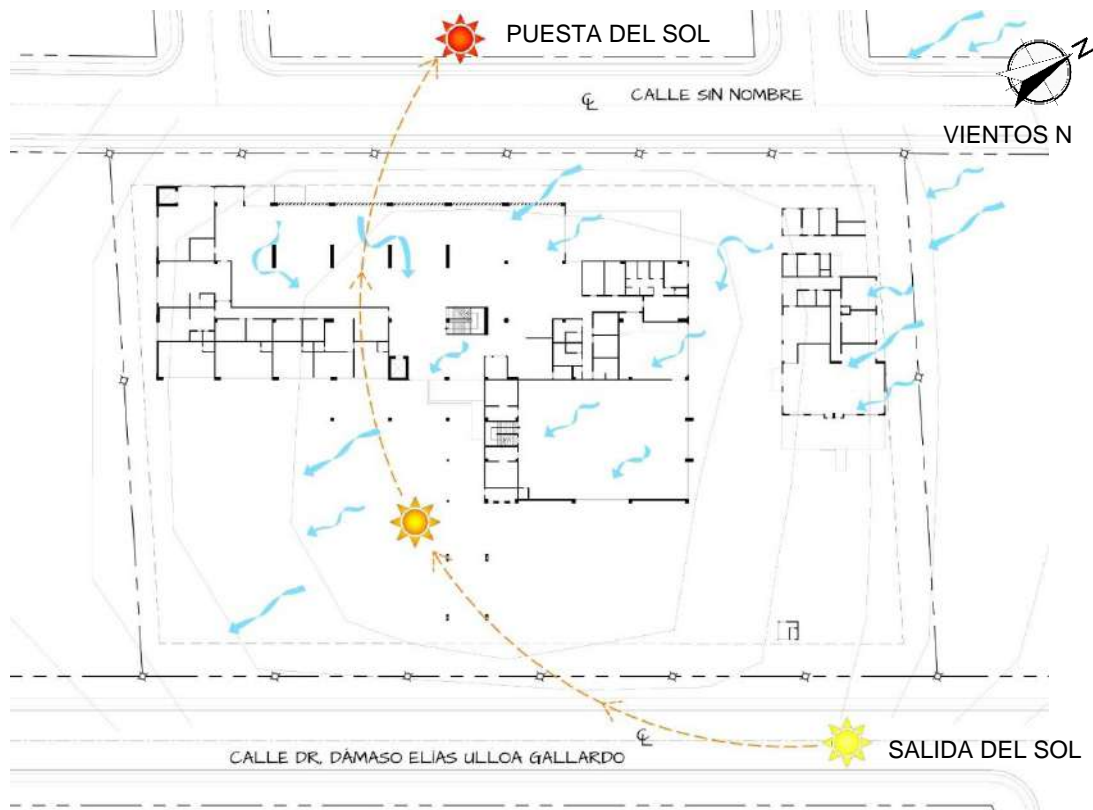 PUESTA DEL SOL
N
CALLE SIN NOMBRE
VIENTOS N
CALLE DR. DÁMASO ELÍAS ULLOA GALLARDO
SALIDA DEL SOL